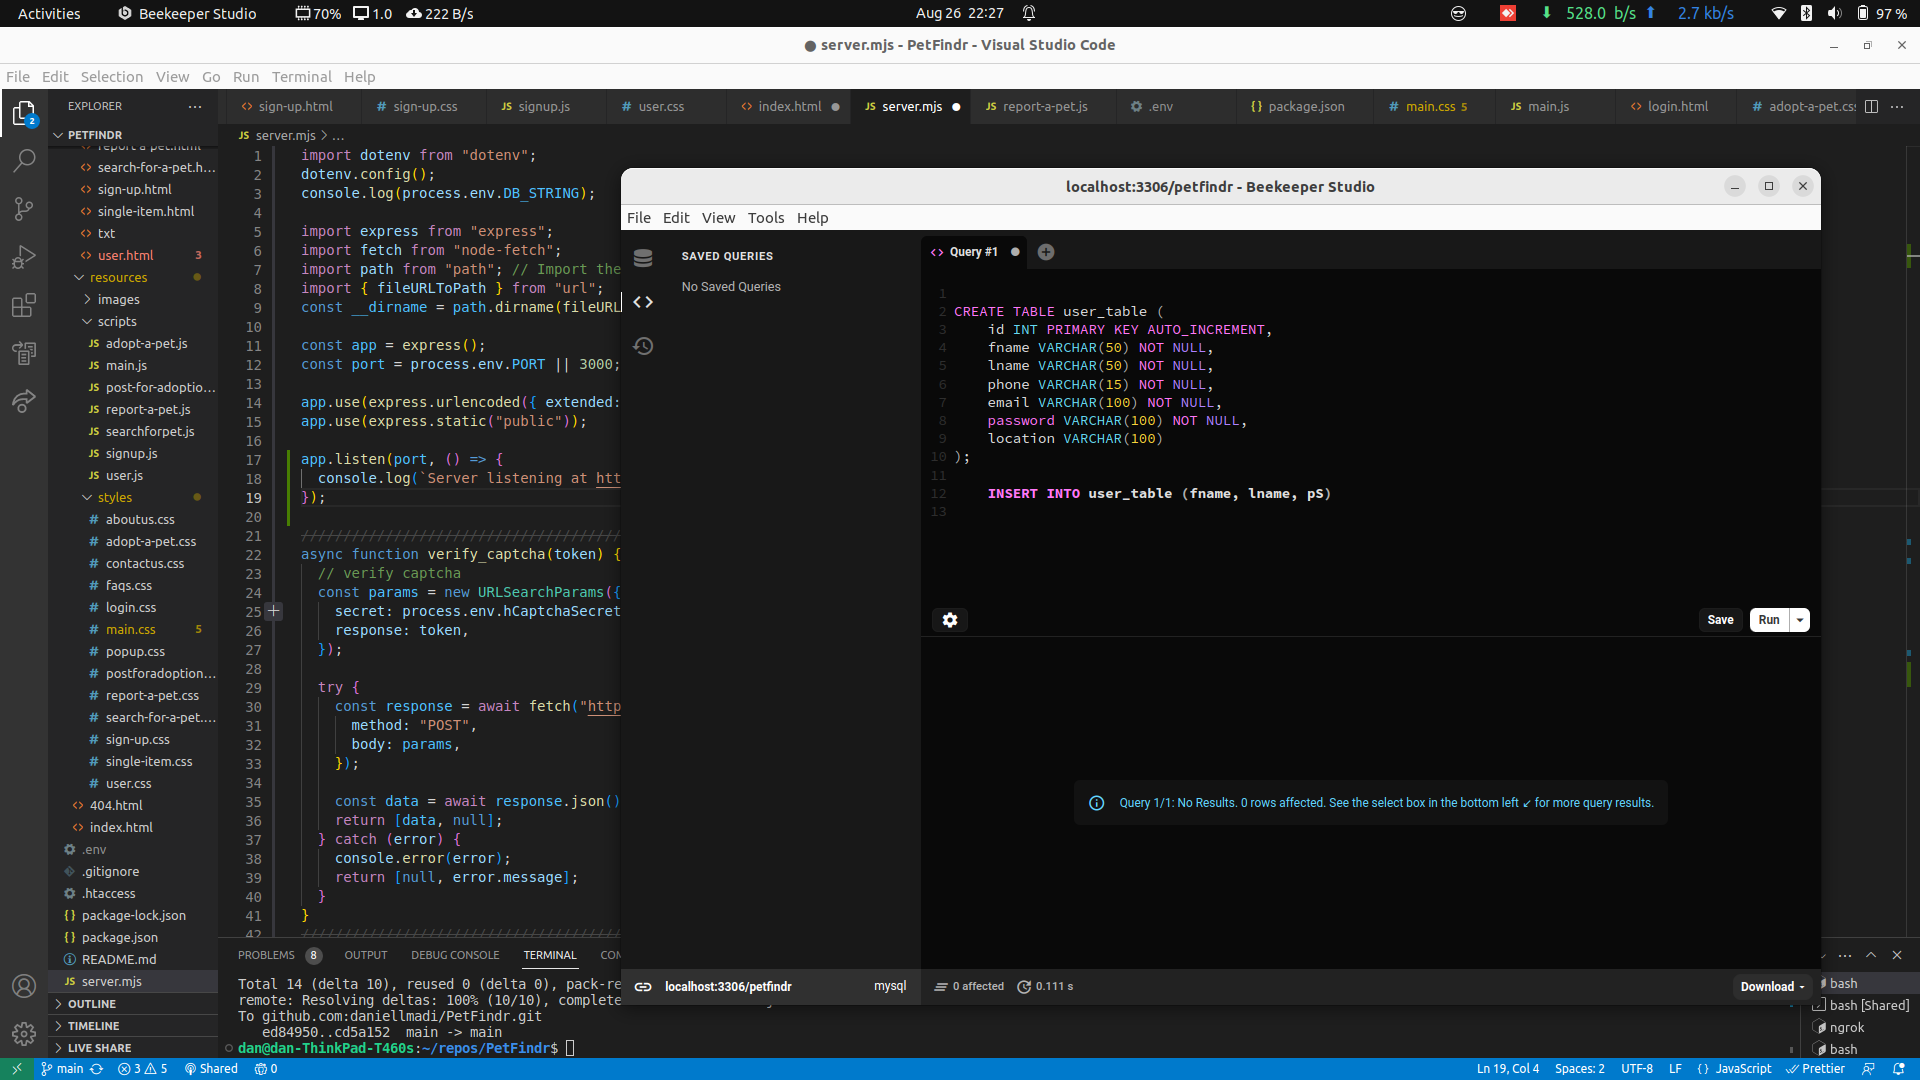 Activities
Beekeeper Studio
70%
1.0
222 B/s
Aug 26 22:27
528.0 b/s
2.7 kb/s
97 %
● server.mjs - PetFindr - Visual Studio Code
File Edit Selection View Go Run Terminal Help
2
EXPLORER
sign-up.html
sign-up.css
signup.js
user.css
index.html
server.mjs
report-a-pet.js
.env
package.json
main.css 5
main.js
login.html
adopt-a-pet.css
PETFINDR
report-a-pet.html
search-for-a-pet.h...
sign-up.html
single-item.html
txt
user.html 3
resources
images
scripts
adopt-a-pet.js
main.js
post-for-adoptio...
report-a-pet.js
searchforpet.js
signup.js
user.js
styles
aboutus.css
adopt-a-pet.css
contactus.css
faqs.css
login.css
main.css 5
popup.css
postforadoption...
report-a-pet.css
search-for-a-pet....
sign-up.css
single-item.css
user.css
404.html
index.html
.env
.gitignore
.htaccess
package-lock.json
package.json
README.md
server.mjs
OUTLINE
TIMELINE
LIVE SHARE
server.mjs > ...
1 import dotenv from "dotenv";
2 dotenv.config();
3 console.log(process.env.DB_STRING);
4
5 import express from "express";
6 import fetch from "node-fetch";
7 import path from "path"; // Import the
8 import { fileURLToPath } from "url";
9 const __dirname = path.dirname(fileURL
10
11 const app = express();
12 const port = process.env.PORT || 3000;
13
14 app.use(express.urlencoded({ extended:
15 app.use(express.static("public"));
16
17 app.listen(port, () => {
18 console.log(`Server listening at htt
19 });
20
21 //////////////////////////////////////
22 async function verify_captcha(token) {
23 // verify captcha
24 const params = new URLSearchParams({
25 secret: process.env.hCaptchaSecret
26 response: token,
27 });
28
29 try {
30 const response = await fetch("http
31 method: "POST",
32 body: params,
33 });
34
35 const data = await response.json()
36 return [data, null];
37 } catch (error) {
38 console.error(error);
39 return [null, error.message];
40 }
41 }
42 //////////////////////////////////////
PROBLEMS 8 OUTPUT DEBUG CONSOLE TERMINAL COM
Total 14 (delta 10), reused 0 (delta 0), pack-re
remote: Resolving deltas: 100% (10/10), complete
To github.com:daniellmadi/PetFindr.git
ed84950..cd5a152 main -> main
dan@dan-ThinkPad-T460s:~/repos/PetFindr$
bash
bash [Shared]
ngrok
bash
main
3 5
Shared
0
Ln 19, Col 4
Spaces: 2
UTF-8
LF
{ } JavaScript
Prettier
localhost:3306/petfindr - Beekeeper Studio
File Edit View Tools Help
SAVED QUERIES
No Saved Queries
Query #1
1
2 CREATE TABLE user_table (
3 id INT PRIMARY KEY AUTO_INCREMENT,
4 fname VARCHAR(50) NOT NULL,
5 lname VARCHAR(50) NOT NULL,
6 phone VARCHAR(15) NOT NULL,
7 email VARCHAR(100) NOT NULL,
8 password VARCHAR(100) NOT NULL,
9 location VARCHAR(100)
10 );
11
12 INSERT INTO user_table (fname, lname, pS)
13
Save
Run
Query 1/1: No Results. 0 rows affected. See the select box in the bottom left ↙ for more query results.
localhost:3306/petfindr
mysql
0 affected
0.111 s
Download